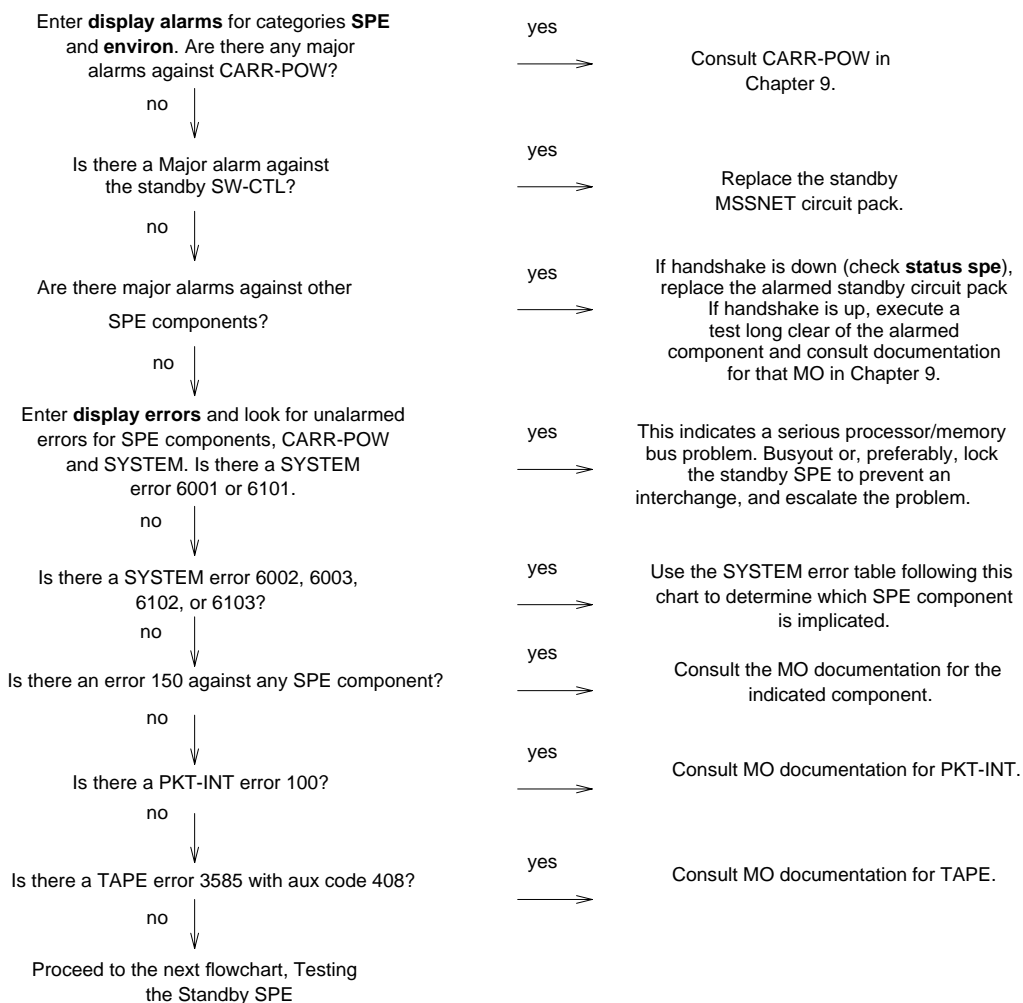 Enter display alarms for categories SPE
and environ. Are there any major
alarms against CARR-POW?
yes
Consult CARR-POW in
Chapter 9.
no
Is there a Major alarm against
the standby SW-CTL?
yes
Replace the standby
MSSNET circuit pack.
no
Are there major alarms against other
SPE components?
yes
If handshake is down (check status spe),
replace the alarmed standby circuit pack
If handshake is up, execute a
test long clear of the alarmed
component and consult documentation
for that MO in Chapter 9.
no
Enter display errors and look for unalarmed
errors for SPE components, CARR-POW
and SYSTEM. Is there a SYSTEM
error 6001 or 6101.
yes
This indicates a serious processor/memory
bus problem. Busyout or, preferably, lock
the standby SPE to prevent an
interchange, and escalate the problem.
no
Is there a SYSTEM error 6002, 6003,
6102, or 6103?
yes
Use the SYSTEM error table following this
chart to determine which SPE component
is implicated.
no
Is there an error 150 against any SPE component?
yes
Consult the MO documentation for the
indicated component.
no
Is there a PKT-INT error 100?
yes
Consult MO documentation for PKT-INT.
no
Is there a TAPE error 3585 with aux code 408?
yes
Consult MO documentation for TAPE.
no
Proceed to the next flowchart, Testing
the Standby SPE